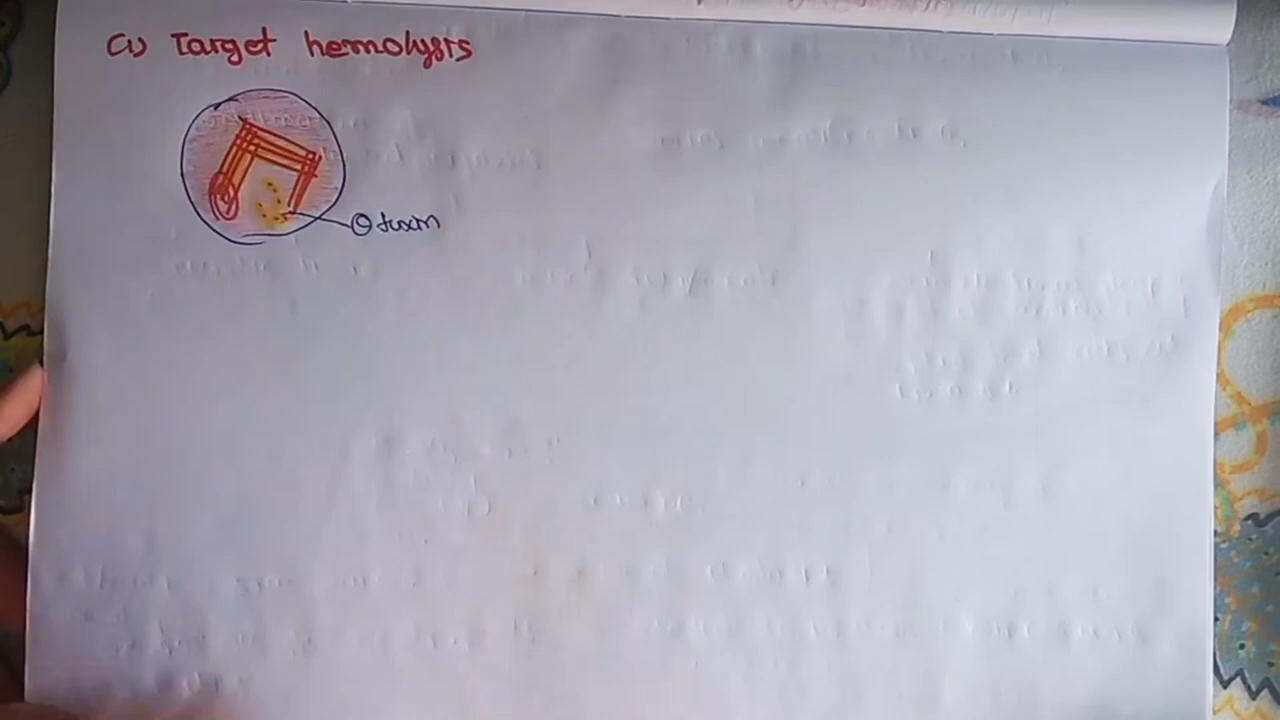 a) Target hemolysis
θ toxin